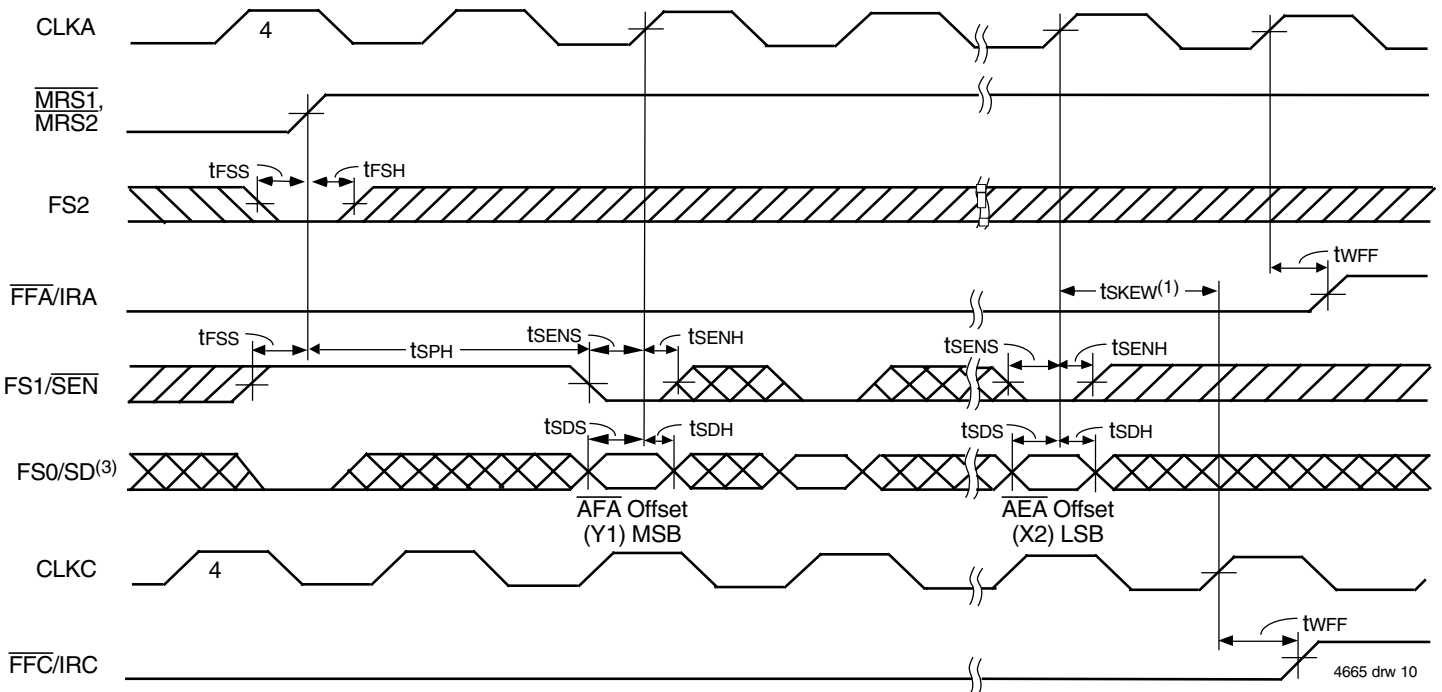 CLKA
4
MRS1,
MRS2
tFSS
tFSH
FS2
tWFF
FFA/IRA
tSKEW(1)
tFSS
tSPH
tSENS
tSENH
tSENS
tSENH
FS1/SEN
tSDS
tSDH
tSDS
tSDH
FS0/SD(3)
AFA Offset
(Y1) MSB
AEA Offset
(X2) LSB
CLKC
4
tWFF
FFC/IRC
4665 drw 10